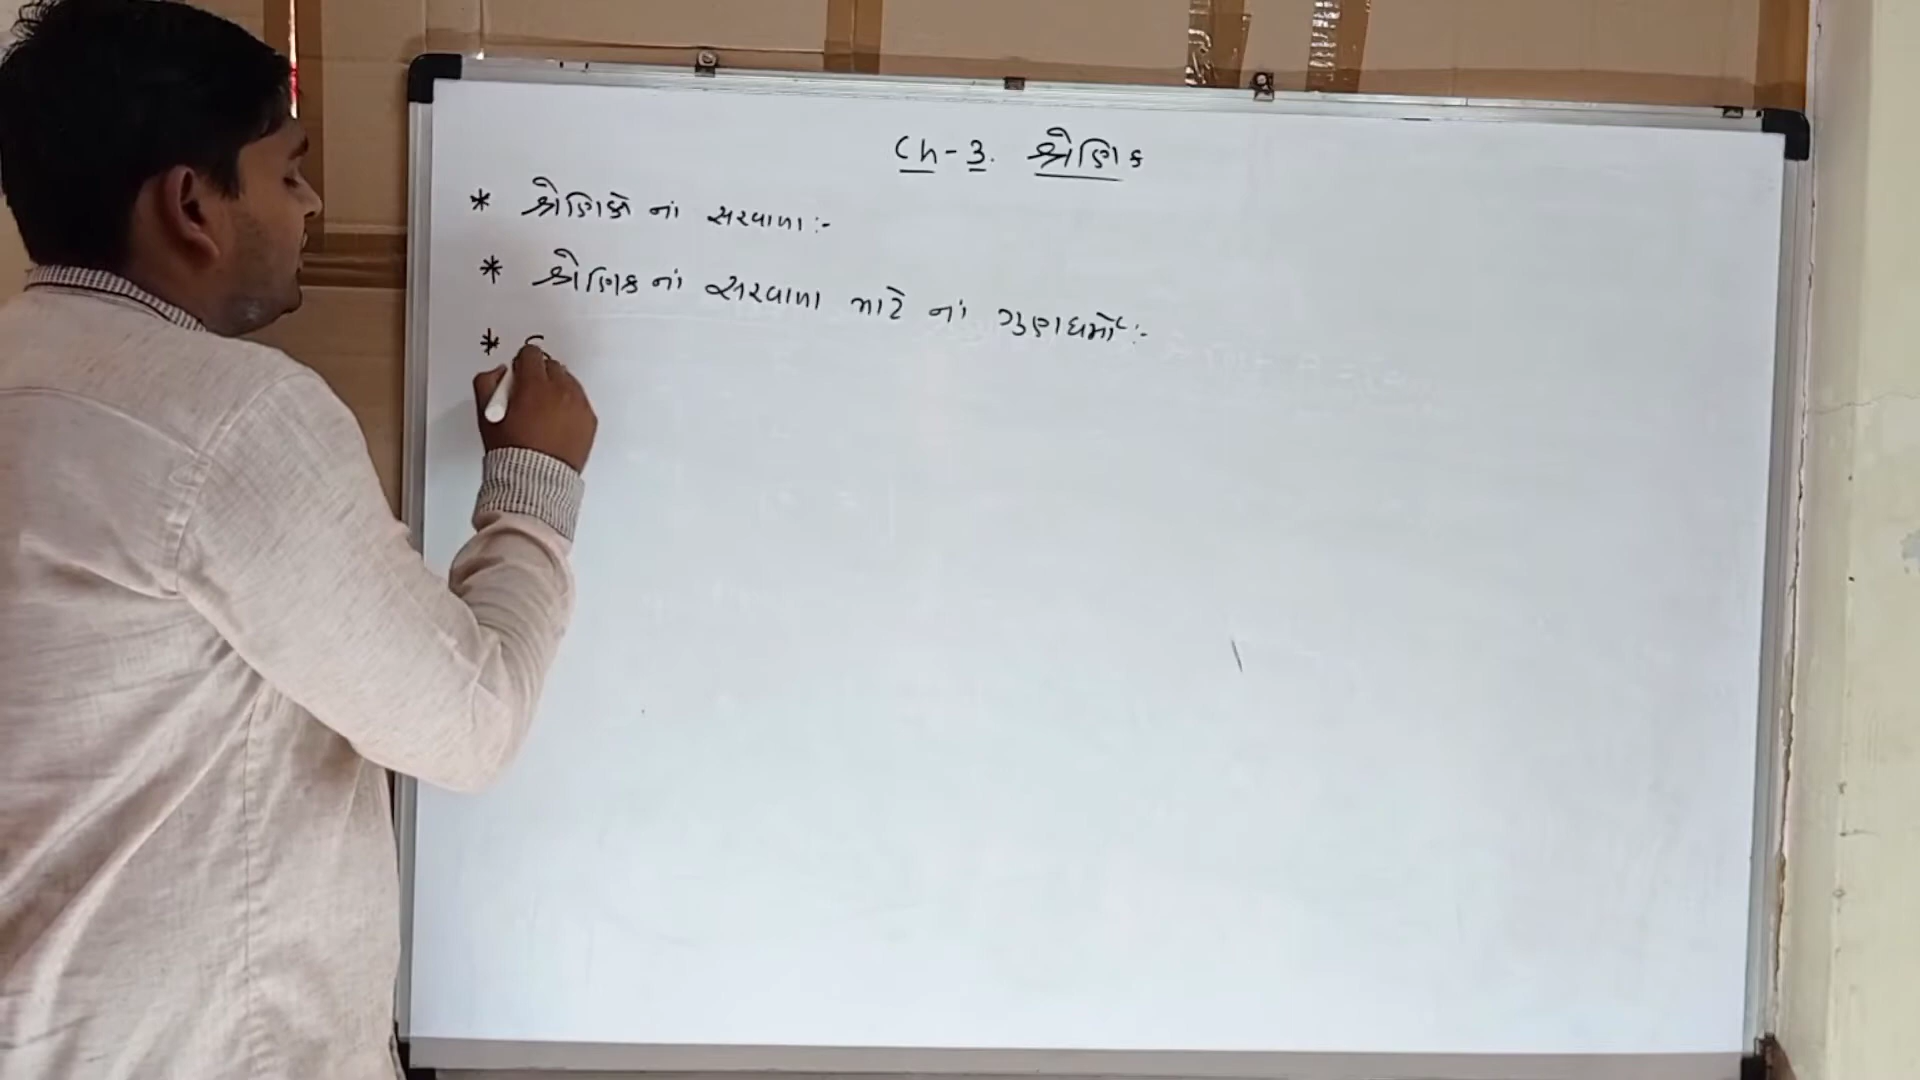 Ch-3. શ્રેણિક
* શ્રેણિકો નાં સરવાળા :-
* શ્રેણિક નાં સરવાળા માટે નાં ગુણધર્મો :-
*